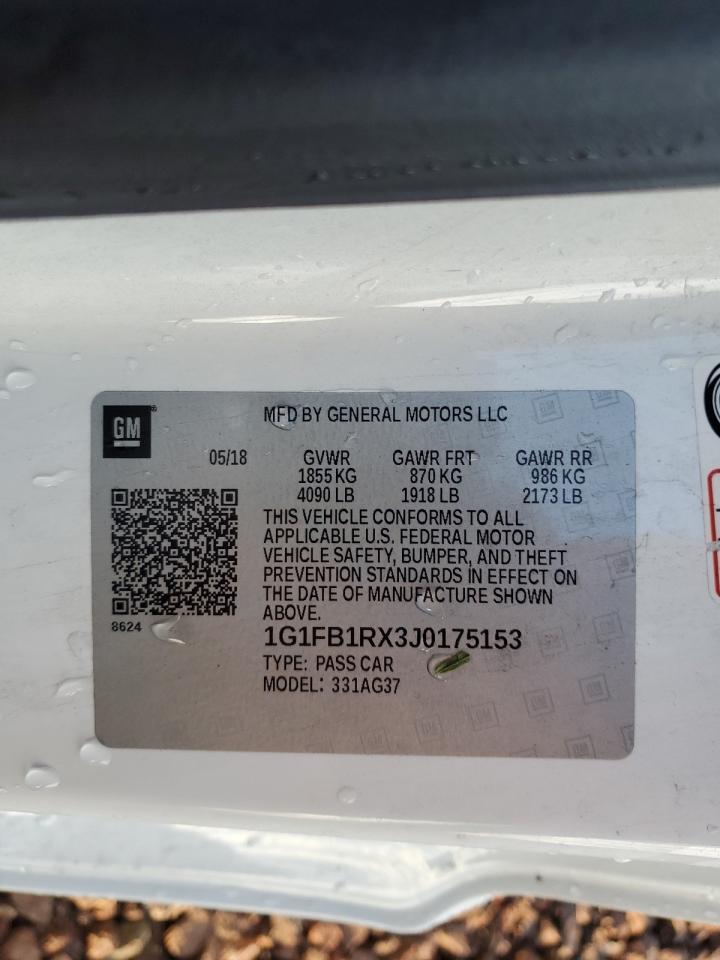 GM
MFD BY GENERAL MOTORS LLC
05/18 GVWR GAWR FRT GAWR RR
1855 KG 870 KG 986 KG
4090 LB 1918 LB 2173 LB
THIS VEHICLE CONFORMS TO ALL
APPLICABLE U.S. FEDERAL MOTOR
VEHICLE SAFETY, BUMPER, AND THEFT
PREVENTION STANDARDS IN EFFECT ON
THE DATE OF MANUFACTURE SHOWN
ABOVE.
8624
1G1FB1RX3J0175153
TYPE: PASS CAR
MODEL: 331AG37